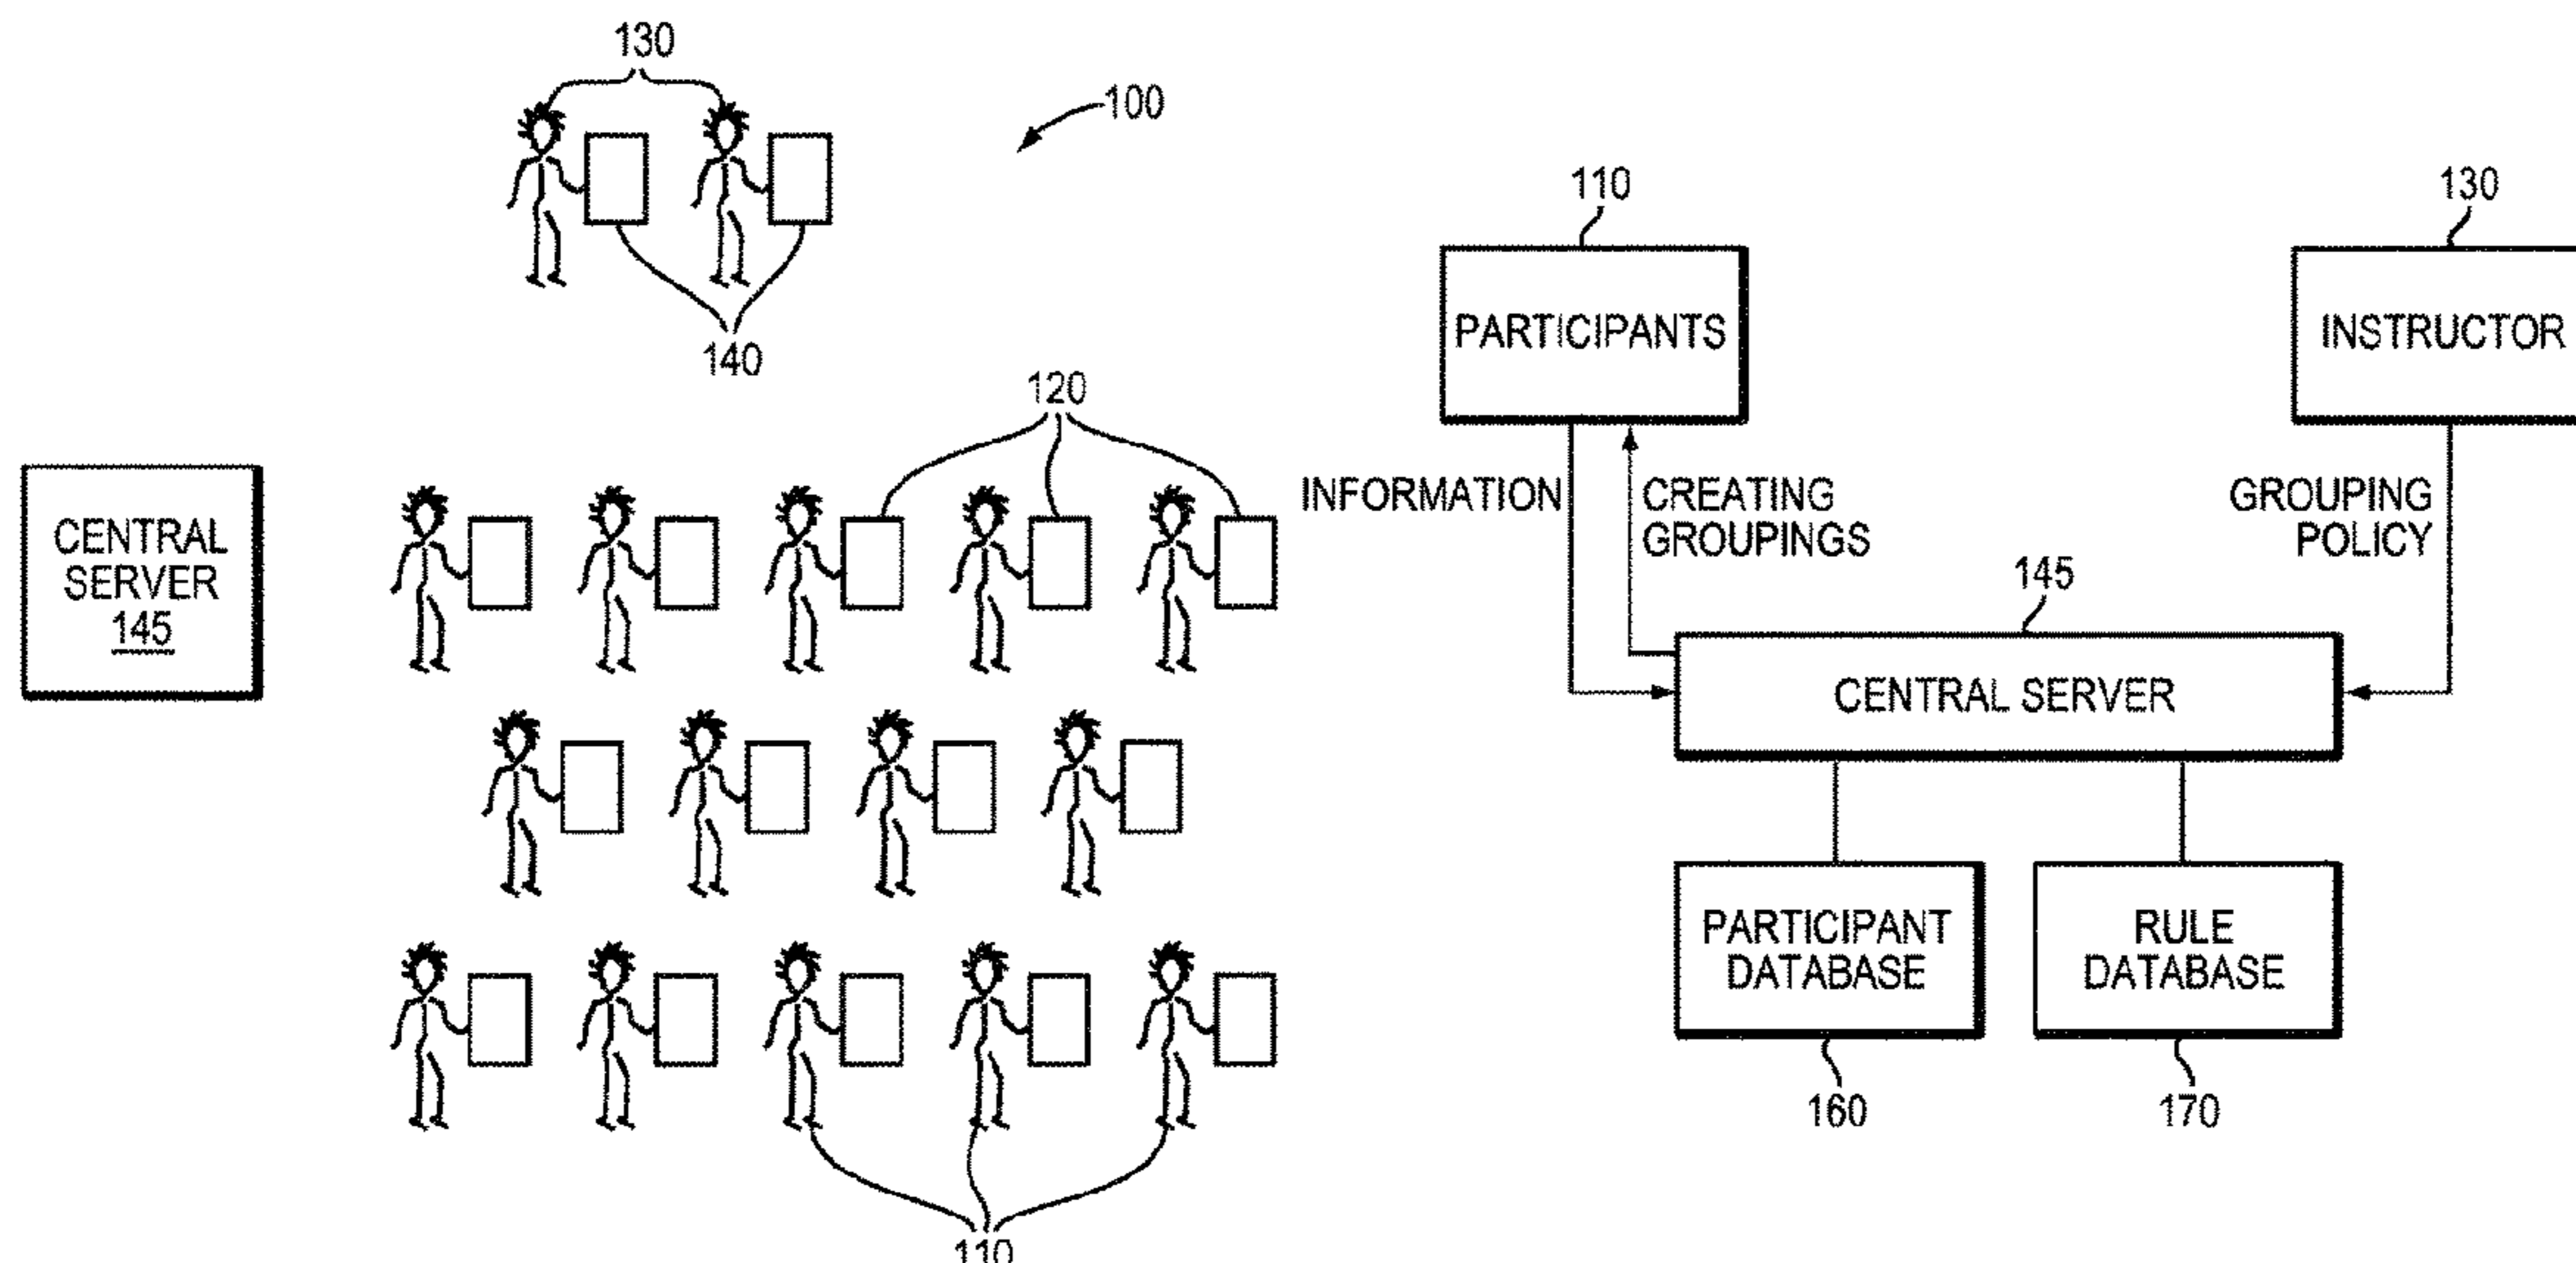 130
100
140
120
CENTRAL
SERVER
145
110
110
130
PARTICIPANTS
INSTRUCTOR
INFORMATION
CREATING
GROUPINGS
GROUPING
POLICY
145
CENTRAL SERVER
PARTICIPANT
DATABASE
RULE
DATABASE
160
170